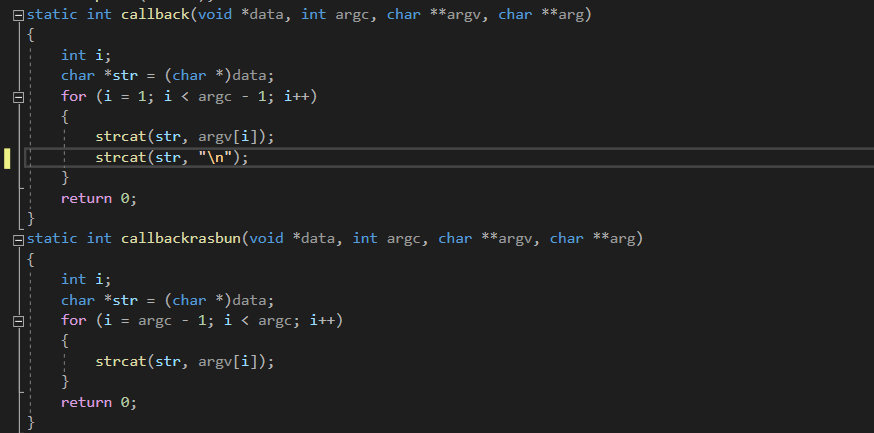 static int callback(void *data, int argc, char **argv, char **arg)
{
    int i;
    char *str = (char *)data;
    for (i = 1; i < argc - 1; i++)
    {
        strcat(str, argv[i]);
        strcat(str, "\n");
    }
    return 0;
}
static int callbackrasbun(void *data, int argc, char **argv, char **arg)
{
    int i;
    char *str = (char *)data;
    for (i = argc - 1; i < argc; i++)
    {
        strcat(str, argv[i]);
    }
    return 0;
}